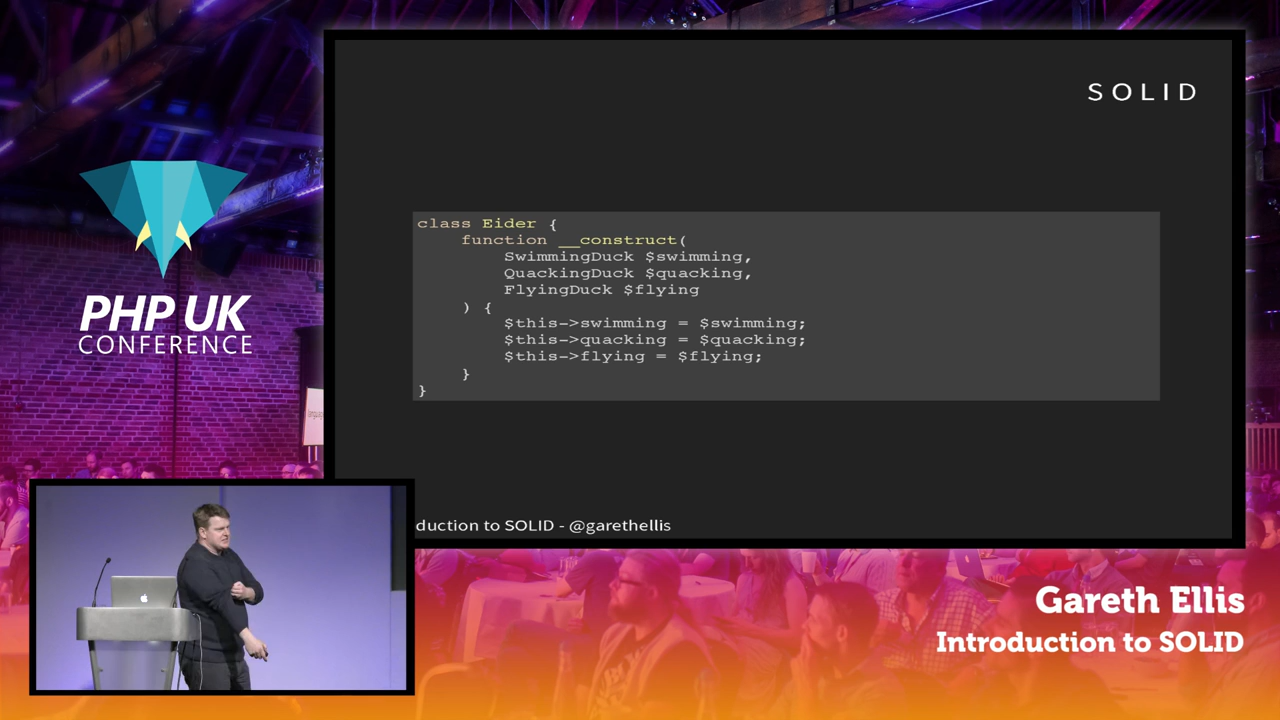 SOLID
class Eider {
    function __construct(
        SwimmingDuck $swimming,
        QuackingDuck $quacking,
        FlyingDuck $flying
    ) {
        $this->swimming = $swimming;
        $this->quacking = $quacking;
        $this->flying = $flying;
    }
}
duction to SOLID - @garethellis
PHP UK
CONFERENCE
Gareth Ellis
Introduction to SOLID